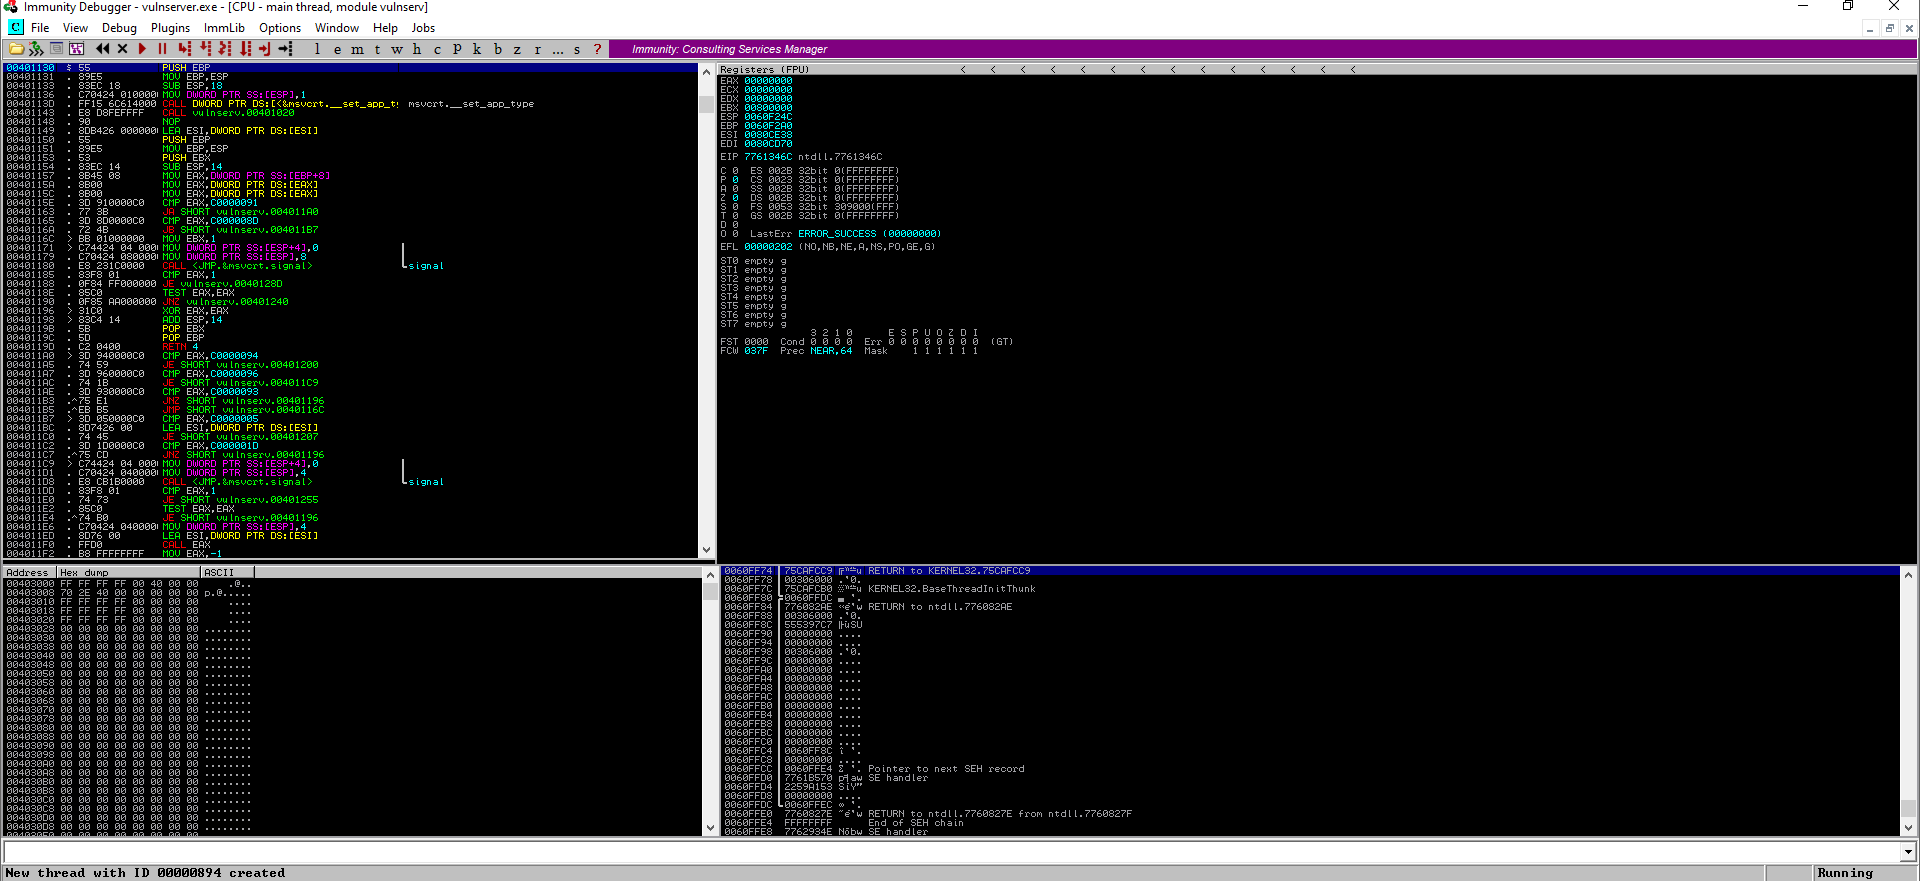 Immunity Debugger - vulnserver.exe - [CPU - main thread, module vulnserv]
C File View Debug Plugins ImmLib Options Window Help Jobs
l e m t w h c p k b z r ... s ? Immunity: Consulting Services Manager
00401130 $ 55 PUSH EBP
00401131 . 89E5 MOV EBP,ESP
00401133 . 83EC 18 SUB ESP,18
00401136 . C70424 010000 MOV DWORD PTR SS:[ESP],1
0040113D . FF15 6C614000 CALL DWORD PTR DS:[<&msvcrt.__set_app_ty msvcrt.__set_app_type
00401143 . E8 D8FEFFFF CALL vulnserv.00401020
00401148 . 90 NOP
00401149 . 8DB426 000000 LEA ESI,DWORD PTR DS:[ESI]
00401150 . 55 PUSH EBP
00401151 . 89E5 MOV EBP,ESP
00401153 . 53 PUSH EBX
00401154 . 83EC 14 SUB ESP,14
00401157 . 8B45 08 MOV EAX,DWORD PTR SS:[EBP+8]
0040115A . 8B00 MOV EAX,DWORD PTR DS:[EAX]
0040115C . 8B00 MOV EAX,DWORD PTR DS:[EAX]
0040115E . 3D 910000C0 CMP EAX,C0000091
00401163 . 77 3B JA SHORT vulnserv.004011A0
00401165 . 3D 8D0000C0 CMP EAX,C000008D
0040116A . 72 4B JB SHORT vulnserv.004011B7
0040116C > BB 01000000 MOV EBX,1
00401171 > C74424 04 0000 MOV DWORD PTR SS:[ESP+4],0
00401179 . C70424 080000 MOV DWORD PTR SS:[ESP],8
00401180 . E8 231C0000 CALL <JMP.&msvcrt.signal> signal
00401185 . 83F8 01 CMP EAX,1
00401188 . 0F84 FF000000 JE vulnserv.0040128D
0040118E . 85C0 TEST EAX,EAX
00401190 . 0F85 AA000000 JNZ vulnserv.00401240
00401196 > 31C0 XOR EAX,EAX
00401198 > 83C4 14 ADD ESP,14
0040119B . 5B POP EBX
0040119C . 5D POP EBP
0040119D . C2 0400 RETN 4
004011A0 > 3D 940000C0 CMP EAX,C0000094
004011A5 . 74 59 JE SHORT vulnserv.00401200
004011A7 . 3D 960000C0 CMP EAX,C0000096
004011AC . 74 1B JE SHORT vulnserv.004011C9
004011AE . 3D 930000C0 CMP EAX,C0000093
004011B3 .^75 E1 JNZ SHORT vulnserv.00401196
004011B5 .^EB B5 JMP SHORT vulnserv.0040116C
004011B7 > 3D 050000C0 CMP EAX,C0000005
004011BC . 8D7426 00 LEA ESI,DWORD PTR DS:[ESI]
004011C0 . 74 45 JE SHORT vulnserv.00401207
004011C2 . 3D 1D0000C0 CMP EAX,C000001D
004011C7 .^75 CD JNZ SHORT vulnserv.00401196
004011C9 > C74424 04 0000 MOV DWORD PTR SS:[ESP+4],0
004011D1 . C70424 040000 MOV DWORD PTR SS:[ESP],4
004011D8 . E8 CB1B0000 CALL <JMP.&msvcrt.signal> signal
004011DD . 83F8 01 CMP EAX,1
004011E0 . 74 73 JE SHORT vulnserv.00401255
004011E2 . 85C0 TEST EAX,EAX
004011E4 .^74 B0 JE SHORT vulnserv.00401196
004011E6 . C70424 040000 MOV DWORD PTR SS:[ESP],4
004011ED . 8D76 00 LEA ESI,DWORD PTR DS:[ESI]
004011F0 . FFD0 CALL EAX
004011F2 . B8 FFFFFFFF MOV EAX,-1
Registers (FPU) < < < < < < < < < < < < < <
EAX 00000000
ECX 00000000
EDX 00000000
EBX 00800000
ESP 0060F24C
EBP 0060F2A0
ESI 0080CE38
EDI 0080CD70
EIP 7761346C ntdll.7761346C
C 0 ES 002B 32bit 0(FFFFFFFF)
P 0 CS 0023 32bit 0(FFFFFFFF)
A 0 SS 002B 32bit 0(FFFFFFFF)
Z 0 DS 002B 32bit 0(FFFFFFFF)
S 0 FS 0053 32bit 309000(FFF)
T 0 GS 002B 32bit 0(FFFFFFFF)
D 0
O 0 LastErr ERROR_SUCCESS (00000000)
EFL 00000202 (NO,NB,NE,A,NS,PO,GE,G)
ST0 empty g
ST1 empty g
ST2 empty g
ST3 empty g
ST4 empty g
ST5 empty g
ST6 empty g
ST7 empty g
3 2 1 0 E S P U O Z D I
FST 0000 Cond 0 0 0 0 Err 0 0 0 0 0 0 0 0 (GT)
FCW 037F Prec NEAR,64 Mask 1 1 1 1 1 1
Address Hex dump ASCII
00403000 FF FF FF FF 00 40 00 00 .@..
00403008 70 2E 40 00 00 00 00 00 p.@.....
00403010 FF FF FF FF 00 00 00 00 ....
00403018 FF FF FF FF 00 00 00 00 ....
00403020 FF FF FF FF 00 00 00 00 ....
00403028 00 00 00 00 00 00 00 00 ........
00403030 00 00 00 00 00 00 00 00 ........
00403038 00 00 00 00 00 00 00 00 ........
00403040 00 00 00 00 00 00 00 00 ........
00403048 00 00 00 00 00 00 00 00 ........
00403050 00 00 00 00 00 00 00 00 ........
00403058 00 00 00 00 00 00 00 00 ........
00403060 00 00 00 00 00 00 00 00 ........
00403068 00 00 00 00 00 00 00 00 ........
00403070 00 00 00 00 00 00 00 00 ........
00403078 00 00 00 00 00 00 00 00 ........
00403080 00 00 00 00 00 00 00 00 ........
00403088 00 00 00 00 00 00 00 00 ........
00403090 00 00 00 00 00 00 00 00 ........
00403098 00 00 00 00 00 00 00 00 ........
004030A0 00 00 00 00 00 00 00 00 ........
004030A8 00 00 00 00 00 00 00 00 ........
004030B0 00 00 00 00 00 00 00 00 ........
004030B8 00 00 00 00 00 00 00 00 ........
004030C0 00 00 00 00 00 00 00 00 ........
004030C8 00 00 00 00 00 00 00 00 ........
004030D0 00 00 00 00 00 00 00 00 ........
004030D8 00 00 00 00 00 00 00 00 ........
0060FF74 75CAFCC9 RETURN to KERNEL32.75CAFCC9
0060FF78 00306000 .`0.
0060FF7C 75CAFCB0 KERNEL32.BaseThreadInitThunk
0060FF80 0060FFDC
0060FF84 776082AE RETURN to ntdll.776082AE
0060FF88 00306000 .`0.
0060FF8C 555397C7
0060FF90 00000000 ....
0060FF94 00000000 ....
0060FF98 00306000 .`0.
0060FF9C 00000000 ....
0060FFA0 00000000 ....
0060FFA4 00000000 ....
0060FFA8 00000000 ....
0060FFAC 00000000 ....
0060FFB0 00000000 ....
0060FFB4 00000000 ....
0060FFB8 00000000 ....
0060FFBC 00000000 ....
0060FFC0 00000000 ....
0060FFC4 0060FF8C
0060FFC8 00000000 ....
0060FFCC 0060FFE4 Pointer to next SEH record
0060FFD0 7761B570 SE handler
0060FFD4 2259A153
0060FFD8 00000000 ....
0060FFDC 0060FFEC
0060FFE0 7760827E RETURN to ntdll.7760827E from ntdll.7760827F
0060FFE4 FFFFFFFF End of SEH chain
0060FFE8 7762934E SE handler
New thread with ID 00000894 created Running